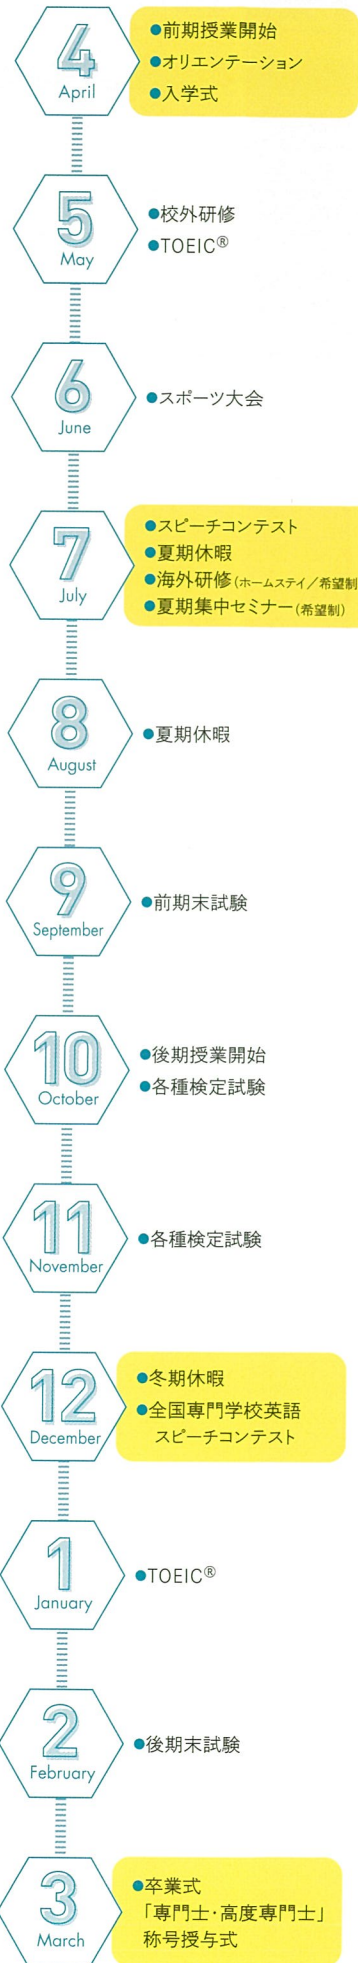 4
April
●前期授業開始
●オリエンテーション
●入学式
5
May
●校外研修
●TOEIC®
6
June
●スポーツ大会
7
July
●スピーチコンテスト
●夏期休暇
●海外研修(ホームステイ/希望制
●夏期集中セミナー(希望制)
8
August
●夏期休暇
9
September
●前期末試験
10
October
●後期授業開始
●各種検定試験
11
November
●各種検定試験
12
December
●冬期休暇
●全国専門学校英語
スピーチコンテスト
1
January
●TOEIC®
2
February
●後期末試験
3
March
●卒業式
「専門士・高度専門士」
称号授与式